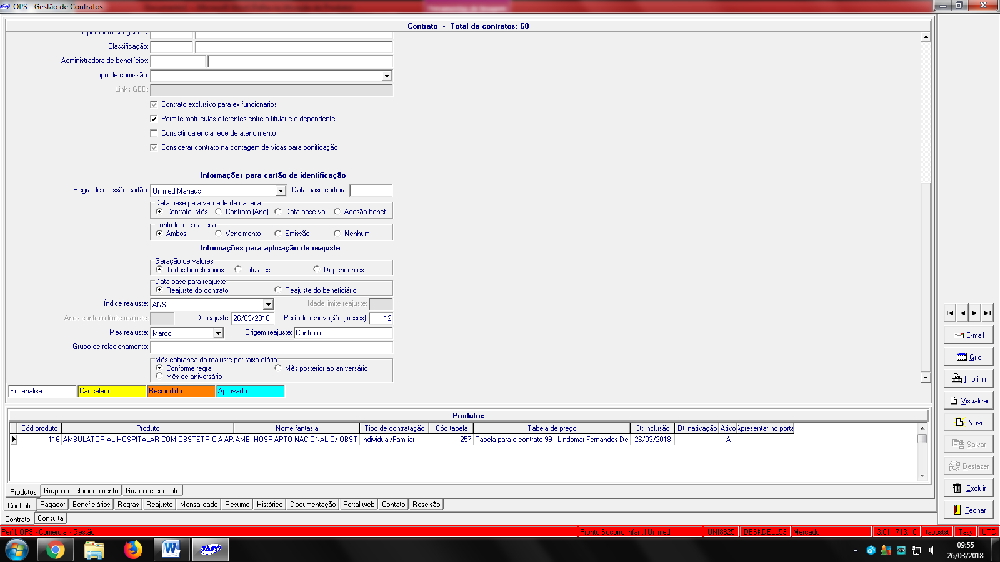 OPS - Gestão de Contratos
Contrato - Total de contratos: 68
Operadora congênere:
Classificação:
Administradora de benefícios:
Tipo de comissão:
Links GED:
Contrato exclusivo para ex funcionários
Permite matrículas diferentes entre o titular e o dependente
Consistir carência rede de atendimento
Considerar contrato na contagem de vidas para bonificação
Informações para cartão de identificação
Regra de emissão cartão: Unimed Manaus Data base carteira:
Data base para validade da carteira
Contrato (Mês) Contrato (Ano) Data base val Adesão benef
Controle lote carteira
Ambos Vencimento Emissão Nenhum
Informações para aplicação de reajuste
Geração de valores
Todos beneficiários Titulares Dependentes
Data base para reajuste
Reajuste do contrato Reajuste do beneficiário
Índice reajuste: ANS Idade limite reajuste:
Anos contrato limite reajuste: Dt reajuste: 26/03/2018 Período renovação (meses): 12
Mês reajuste: Março Origem reajuste: Contrato
Grupo de relacionamento:
Mês cobrança do reajuste por faixa etária
Conforme regra Mês posterior ao aniversário
Mês de aniversário
Em análise Cancelado Rescindido Aprovado
E-mail
Grid
Imprimir
Visualizar
Novo
Salvar
Desfazer
Excluir
Fechar
Produtos
Cód produto Produto Nome fantasia Tipo de contratação Cód tabela Tabela de preço Dt inclusão Dt inativação Ativo Apresentar no porta
116 AMBULATORIAL HOSPITALAR COM OBSTETRICIA AP. AMB+HOSP APTO NACIONAL C/ OBST Individual/Familiar 257 Tabela para o contrato 99 - Lindomar Fernandes De 26/03/2018 A
Produtos Grupo de relacionamento Grupo de contrato
Contrato Pagador Beneficiários Regras Reajuste Mensalidade Resumo Histórico Documentação Portal web Contato Rescisão
Contrato Consulta
Perfil: OPS - Comercial - Gestão Pronto Socorro Infantil Unimed UNI8825 DESKDELL53 Mercado 3.01.1713.10 taopstst Tasy UTC
TASY
09:55
26/03/2018